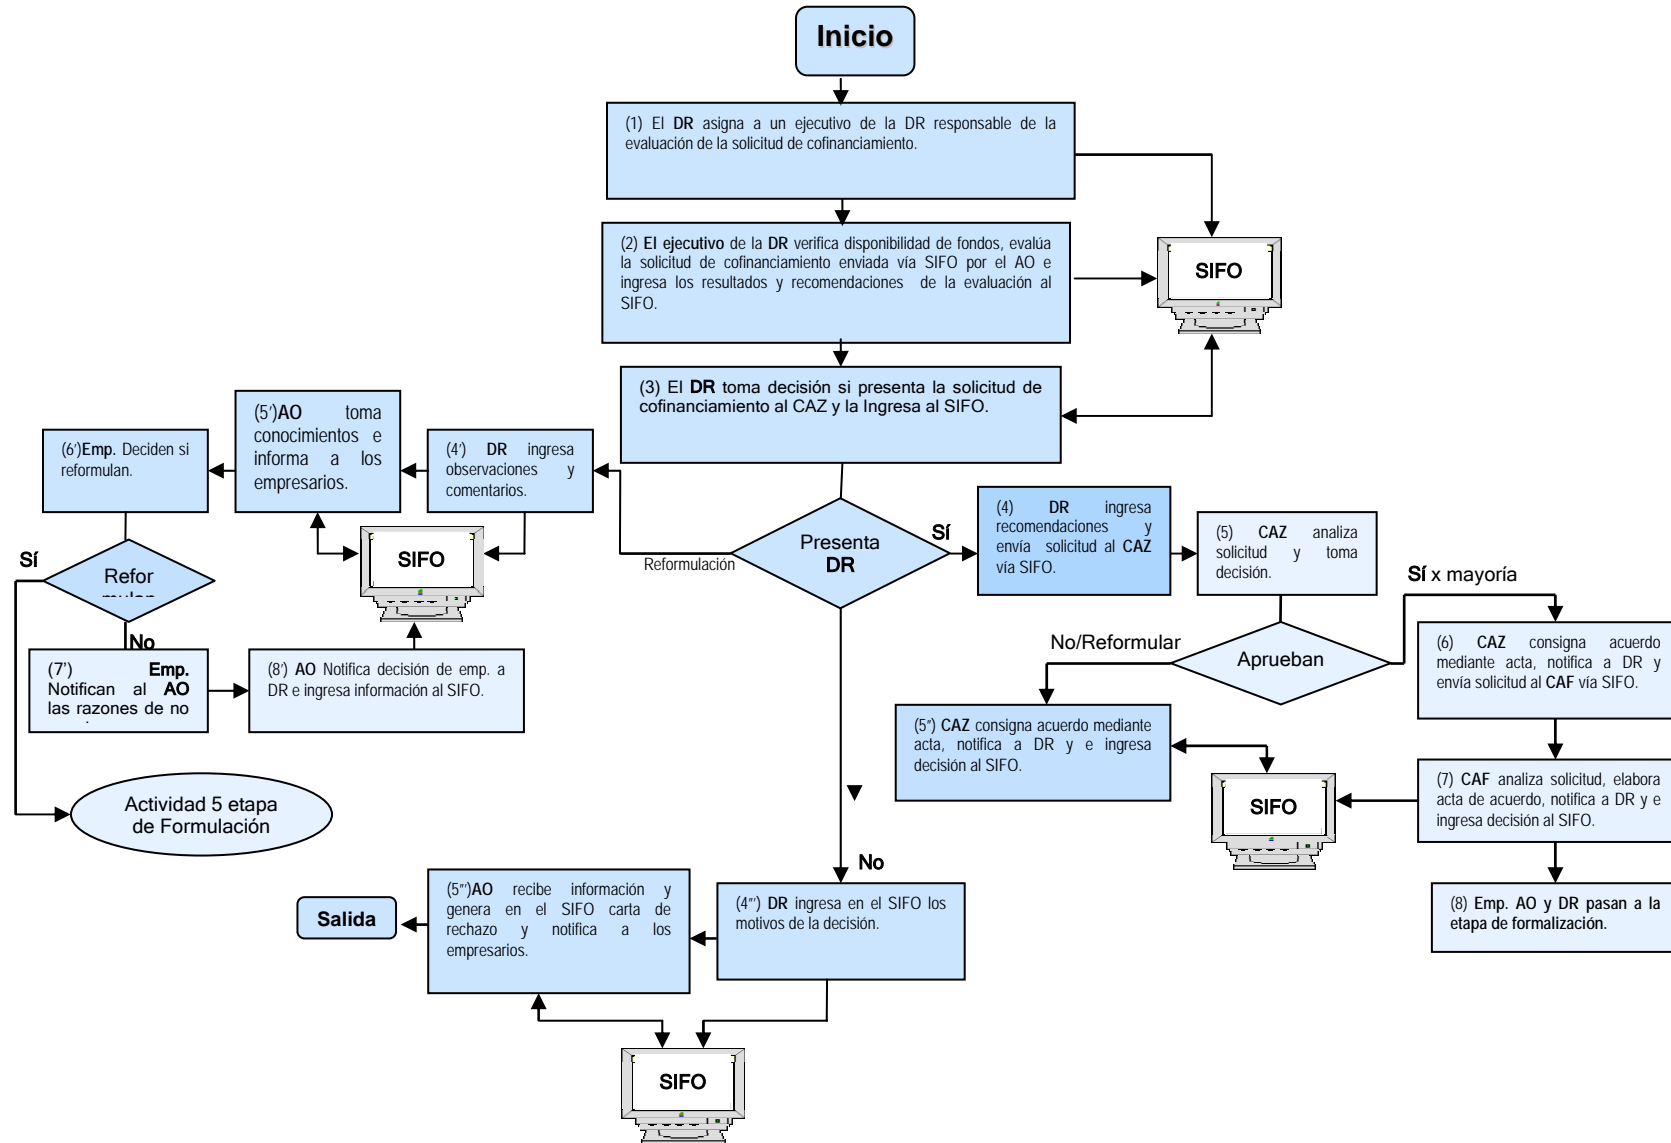 Inicio
(1) El DR asigna a un ejecutivo de la DR responsable de la
evaluación de la solicitud de cofinanciamiento.
(2) El ejecutivo de la DR verifica disponibilidad de fondos, evalúa
la solicitud de cofinanciamiento enviada vía SIFO por el AO e
ingresa los resultados y recomendaciones de la evaluación al
SIFO.
SIFO
(3) El DR toma decisión si presenta la solicitud de
cofinanciamiento al CAZ y la Ingresa al SIFO.
(6')Emp. Deciden si
reformulan.
(5')AO toma
conocimientos e
informa a los
empresarios.
(4') DR ingresa
observaciones y
comentarios.
SIFO
Reformulación
Presenta
DR
Sí
(4) DR ingresa
recomendaciones y
envía solicitud al CAZ
vía SIFO.
(5) CAZ analiza
solicitud y toma
decisión.
Sí x mayoría
Sí
Refor
mulan
No
(7') Emp.
Notifican al AO
las razones de no
(8') AO Notifica decisión de emp. a
DR e ingresa información al SIFO.
No/Reformular
Aprueban
(6) CAZ consigna acuerdo
mediante acta, notifica a DR y
envía solicitud al CAF vía SIFO.
(5'') CAZ consigna acuerdo mediante
acta, notifica a DR y e ingresa
decisión al SIFO.
SIFO
(7) CAF analiza solicitud, elabora
acta de acuerdo, notifica a DR y e
ingresa decisión al SIFO.
Actividad 5 etapa
de Formulación
No
Salida
(5''')AO recibe información y
genera en el SIFO carta de
rechazo y notifica a los
empresarios.
(4''') DR ingresa en el SIFO los
motivos de la decisión.
(8) Emp. AO y DR pasan a la
etapa de formalización.
SIFO